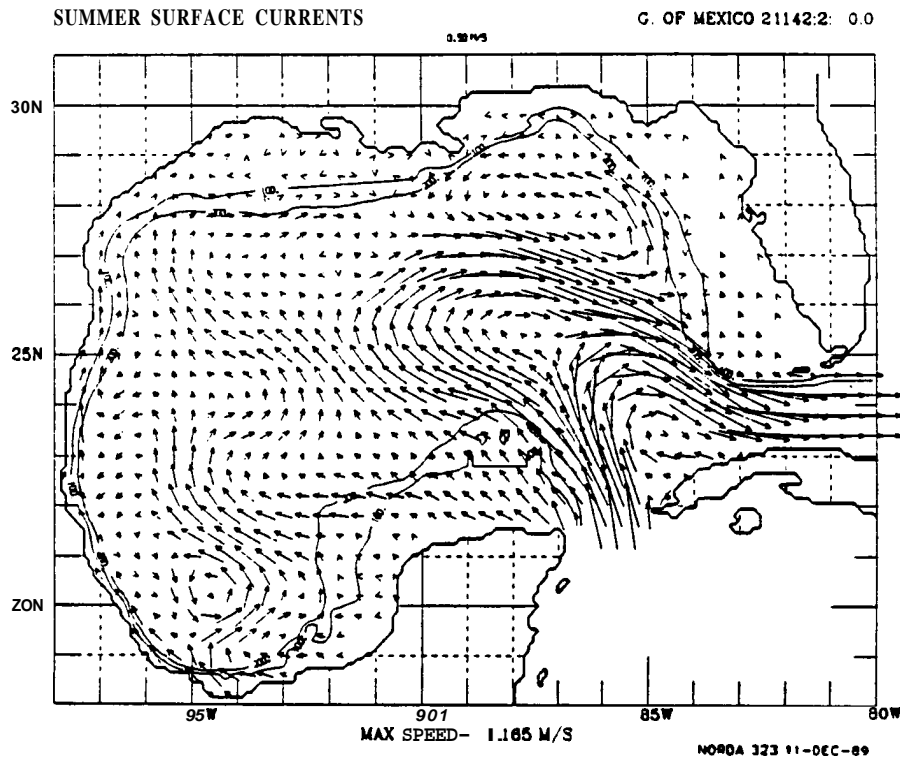 SUMMER SURFACE CURRENTS
G. OF MEXICO 21142:2: 0.0
30N
25N
Z0N
95W
901
85W
80W
MAX SPEED- 1.165 M/S
NORDA 323 11-DEC-89